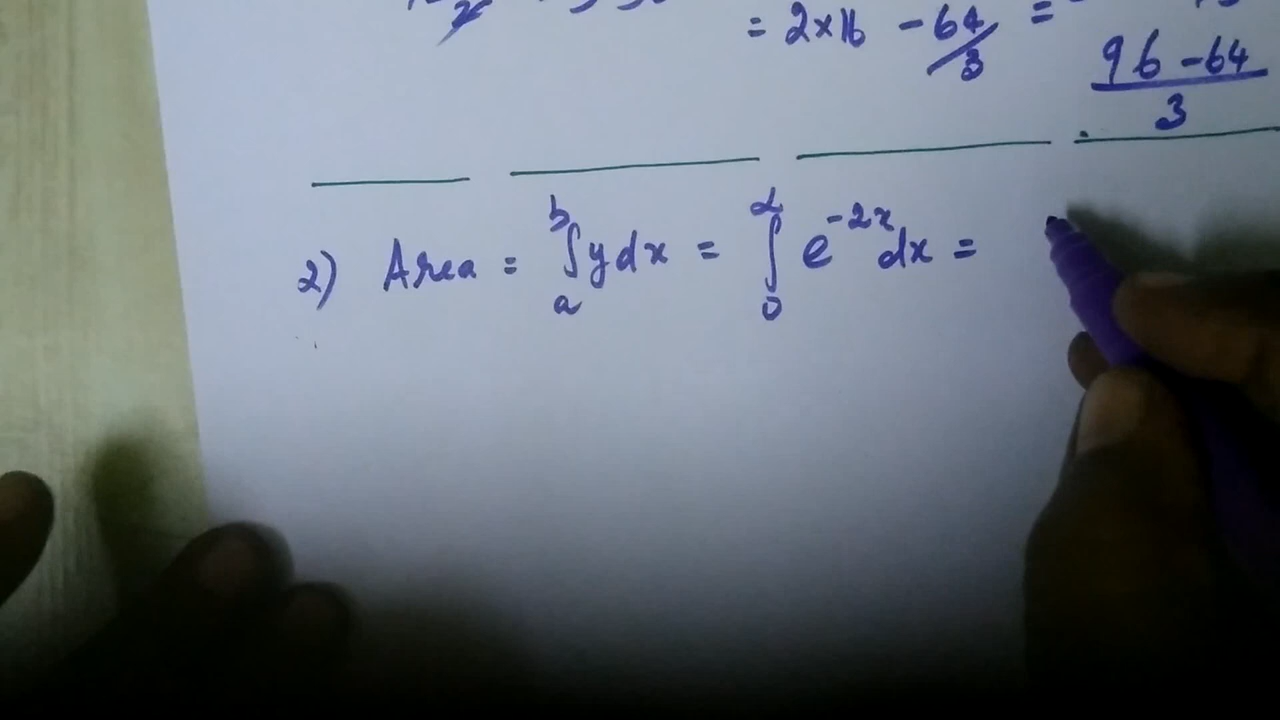 = 2×16 - 64/3 =
96 - 64
3
2) Area = ∫_a^b y dx = ∫_0^α e^{-2x} dx =